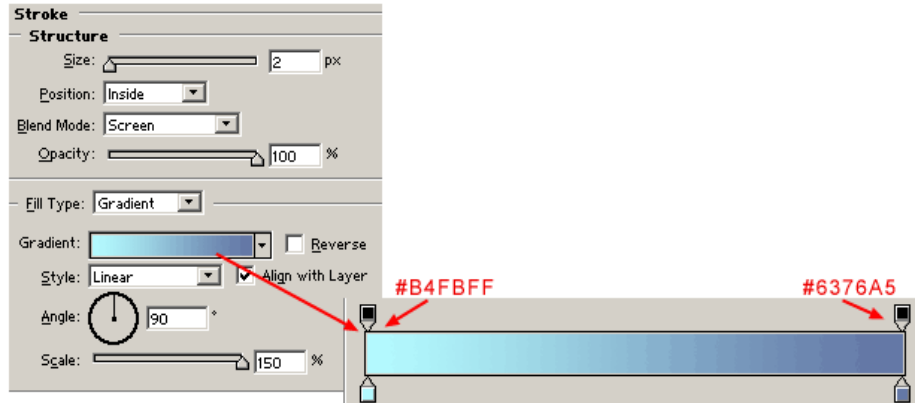 Stroke
Structure
Size: 2 px
Position: Inside
Blend Mode: Screen
Opacity: 100 %
Fill Type: Gradient
Gradient: Reverse
Style: Linear Align with Layer
#B4FBFF #6376A5
Angle: 90 °
Scale: 150 %